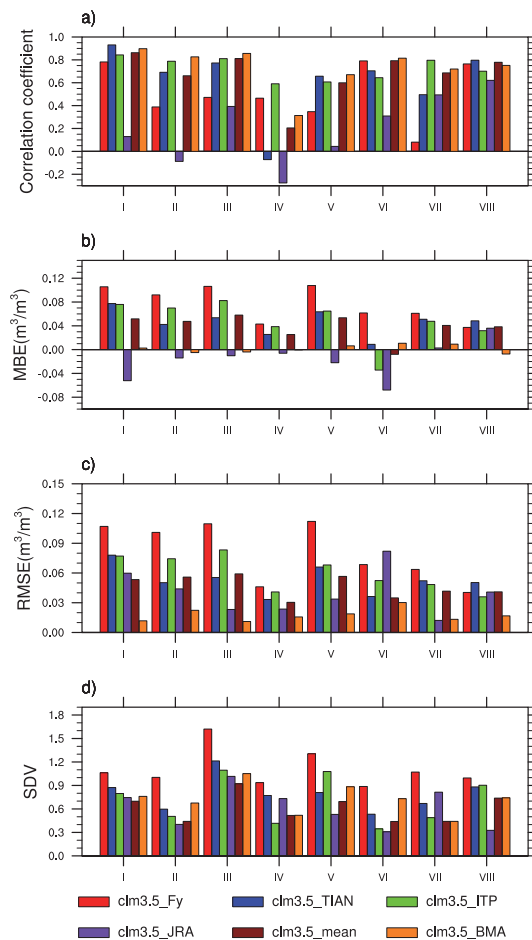 a)
Correlation coefficient
1.0
0.8
0.6
0.4
0.2
0.0
-0.2
I II III IV V VI VII VIII
b)
MBE(m³/m³)
0.12
0.08
0.04
0.00
-0.04
-0.08
I II III IV V VI VII VIII
c)
RMSE(m³/m³)
0.15
0.12
0.09
0.06
0.03
0.00
I II III IV V VI VII VIII
d)
SDV
1.8
1.5
1.2
0.9
0.6
0.3
0.0
I II III IV V VI VII VIII
clm3.5_Fy clm3.5_TIAN clm3.5_ITP
clm3.5_JRA clm3.5_mean clm3.5_BMA